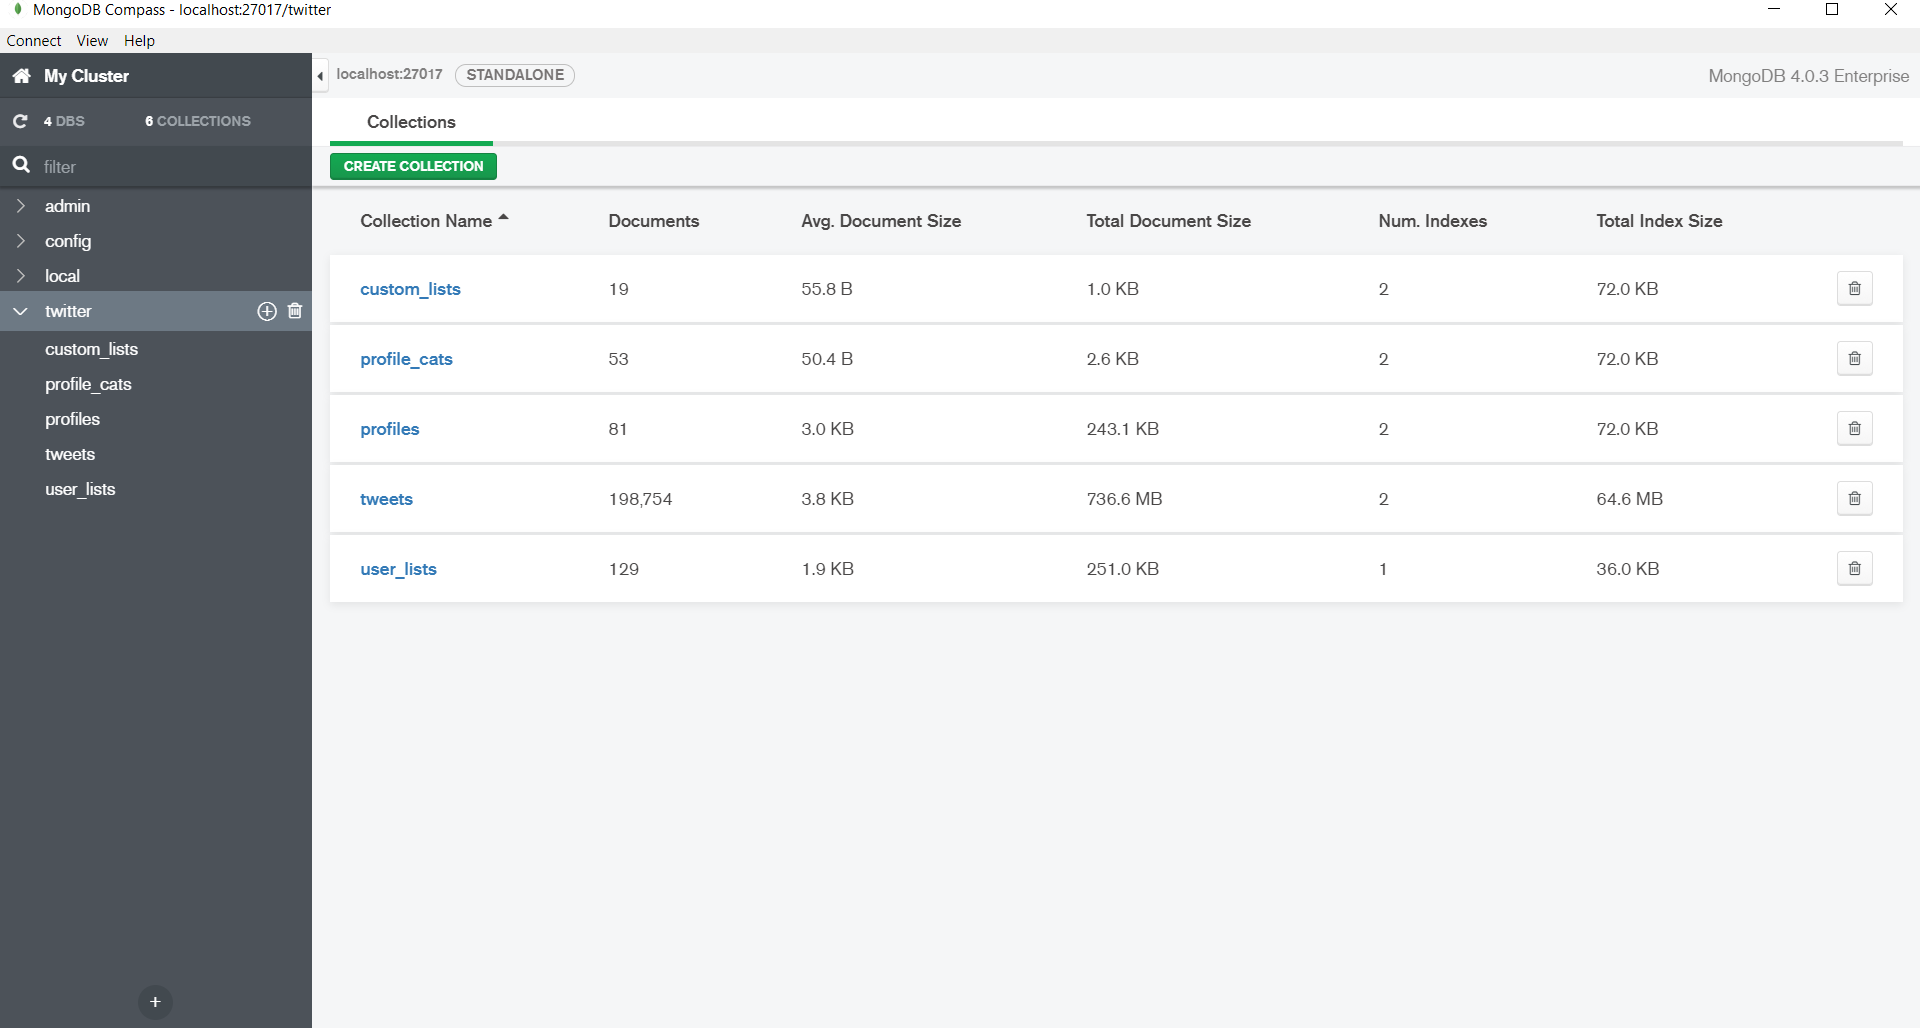 MongoDB Compass - localhost:27017/twitter
Connect View Help
My Cluster
4 DBS 6 COLLECTIONS
filter
admin
config
local
twitter
custom_lists
profile_cats
profiles
tweets
user_lists
+
localhost:27017 STANDALONE MongoDB 4.0.3 Enterprise
Collections
CREATE COLLECTION
Collection Name Documents Avg. Document Size Total Document Size Num. Indexes Total Index Size
custom_lists 19 55.8 B 1.0 KB 2 72.0 KB
profile_cats 53 50.4 B 2.6 KB 2 72.0 KB
profiles 81 3.0 KB 243.1 KB 2 72.0 KB
tweets 198,754 3.8 KB 736.6 MB 2 64.6 MB
user_lists 129 1.9 KB 251.0 KB 1 36.0 KB